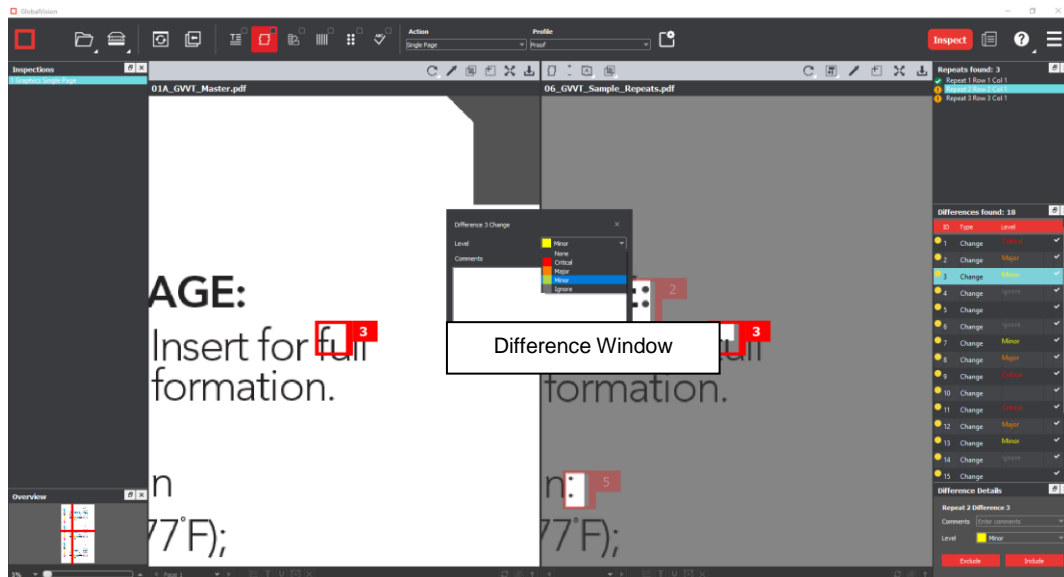 GlobalVision
Action
Single Page
Profile
Proof
Inspect
Inspections
1 Graphics Single Page
01A_GVVT_Master.pdf
06_GVVT_Sample_Repeats.pdf
Repeats found: 3
Repeat 1 Row 1 Col 1
Repeat 2 Row 2 Col 1
Repeat 3 Row 3 Col 1
Difference 3 Change
Level
Minor
None
Critical
Major
Minor
Ignore
Comments
Difference Window
AGE:
Insert for full
formation.
n
77°F);
3
2
3
full
formation.
n
5
77°F);
Differences found: 18
ID Type Level
1 Change Critical
2 Change Major
3 Change Minor
4 Change Ignore
5 Change
6 Change Ignore
7 Change Minor
8 Change Major
9 Change Critical
10 Change
11 Change Critical
12 Change Major
13 Change Minor
14 Change Ignore
15 Change
Overview
Difference Details
Repeat 2 Difference 3
Comments Enter comments
Level Minor
Exclude Include
Page 1